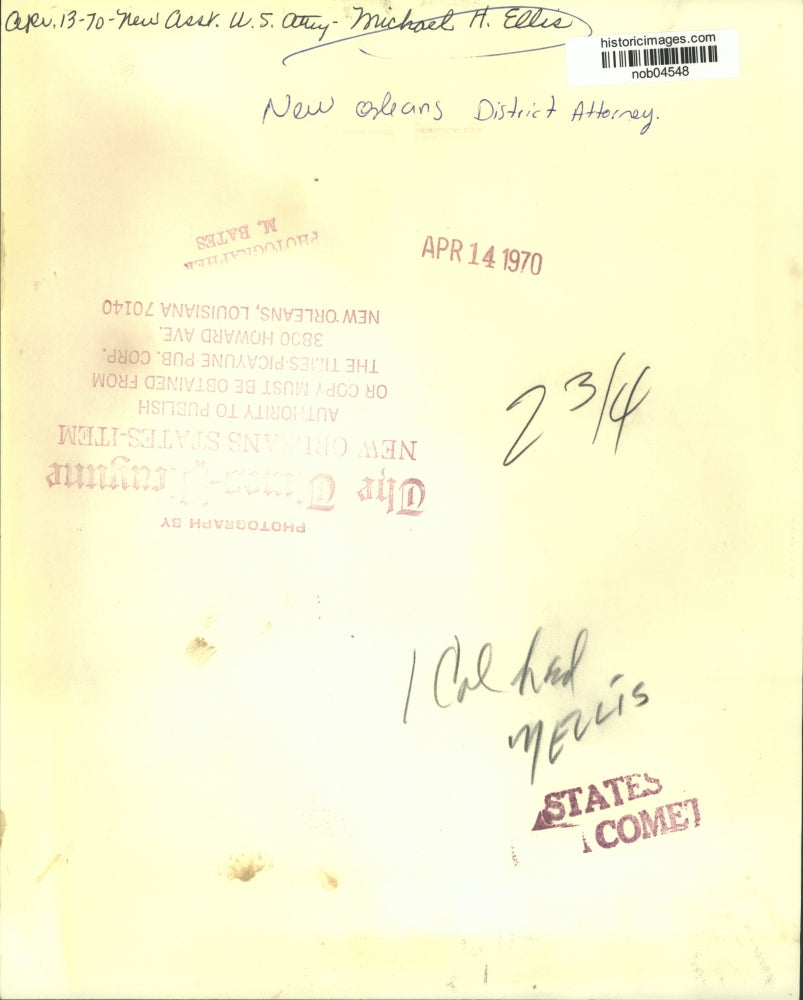 Apr. 13-70-New Asst. U.S. Atty- Michael H. Ellis
historicimages.com
nob04548
New Orleans District Attorney.
PHOTOGRAPHER
M. BATES
APR 14 1970
PHOTOGRAPH BY
The Times-Picayune
NEW ORLEANS STATES-ITEM
AUTHORITY TO PUBLISH
OR COPY MUST BE OBTAINED FROM
THE TIMES-PICAYUNE PUB. CORP.
3800 HOWARD AVE.
NEW ORLEANS, LOUISIANA 70140
2 3/4
1 Col hed
MELLIS
STATES
COMET